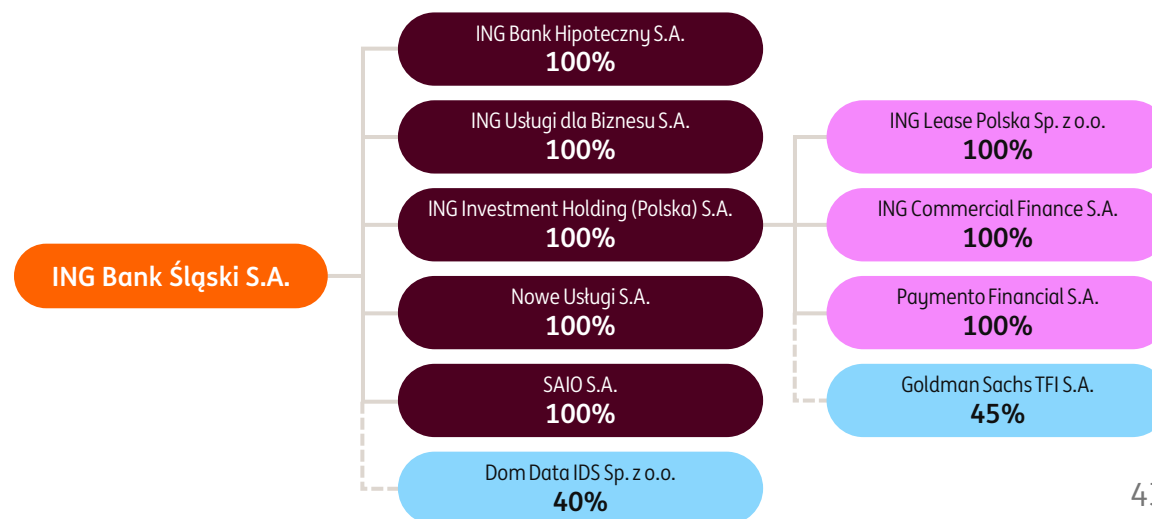 ING Bank Śląski S.A.
ING Bank Hipoteczny S.A.
100%
ING Usługi dla Biznesu S.A.
100%
ING Investment Holding (Polska) S.A.
100%
Nowe Usługi S.A.
100%
SAIO S.A.
100%
Dom Data IDS Sp. z o.o.
40%
ING Lease Polska Sp. z o.o.
100%
ING Commercial Finance S.A.
100%
Paymento Financial S.A.
100%
Goldman Sachs TFI S.A.
45%